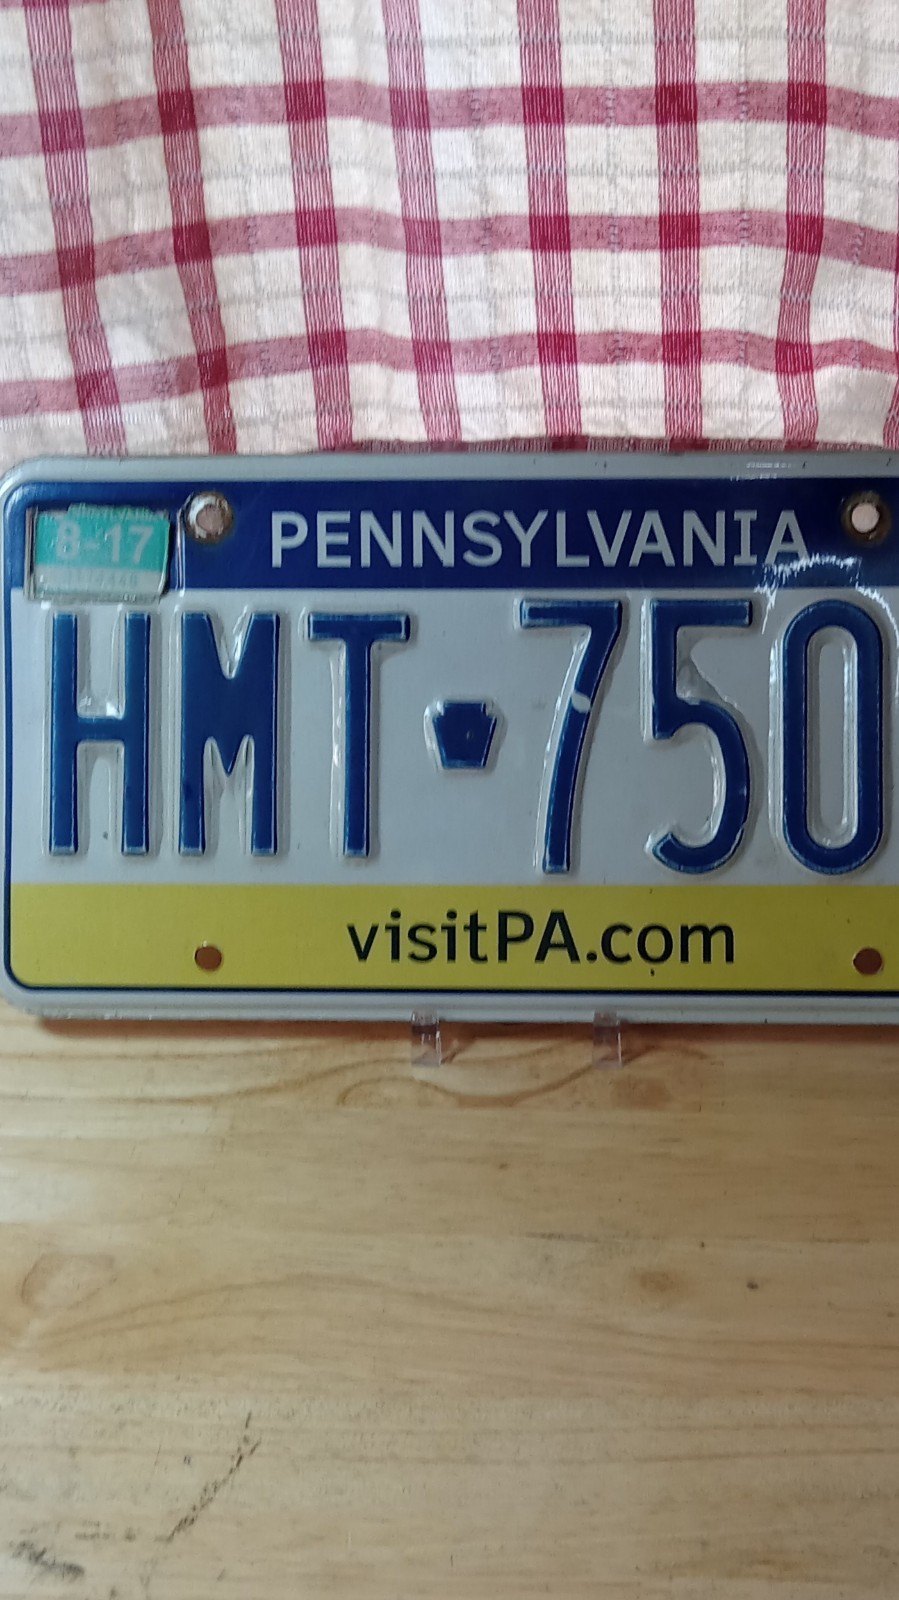 8-17
PENNSYLVANIA
HMT 750
visitPA.com